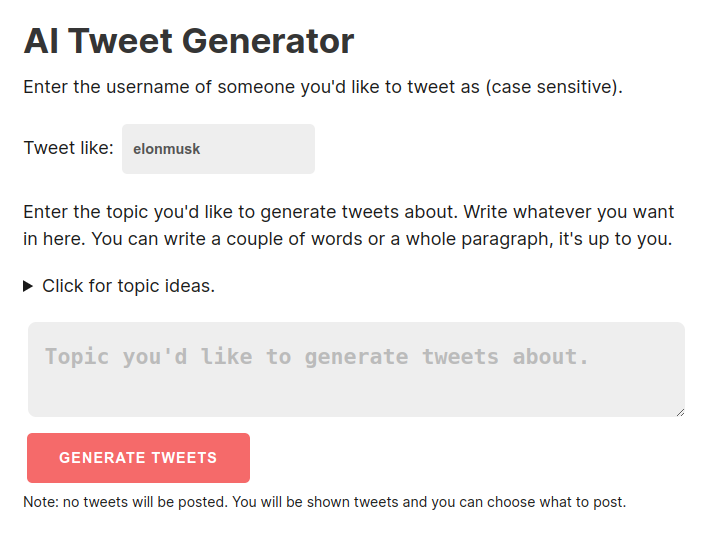 AI Tweet Generator
Enter the username of someone you'd like to tweet as (case sensitive).
Tweet like: elonmusk
Enter the topic you'd like to generate tweets about. Write whatever you want
in here. You can write a couple of words or a whole paragraph, it's up to you.
Click for topic ideas.
Topic you'd like to generate tweets about.
GENERATE TWEETS
Note: no tweets will be posted. You will be shown tweets and you can choose what to post.